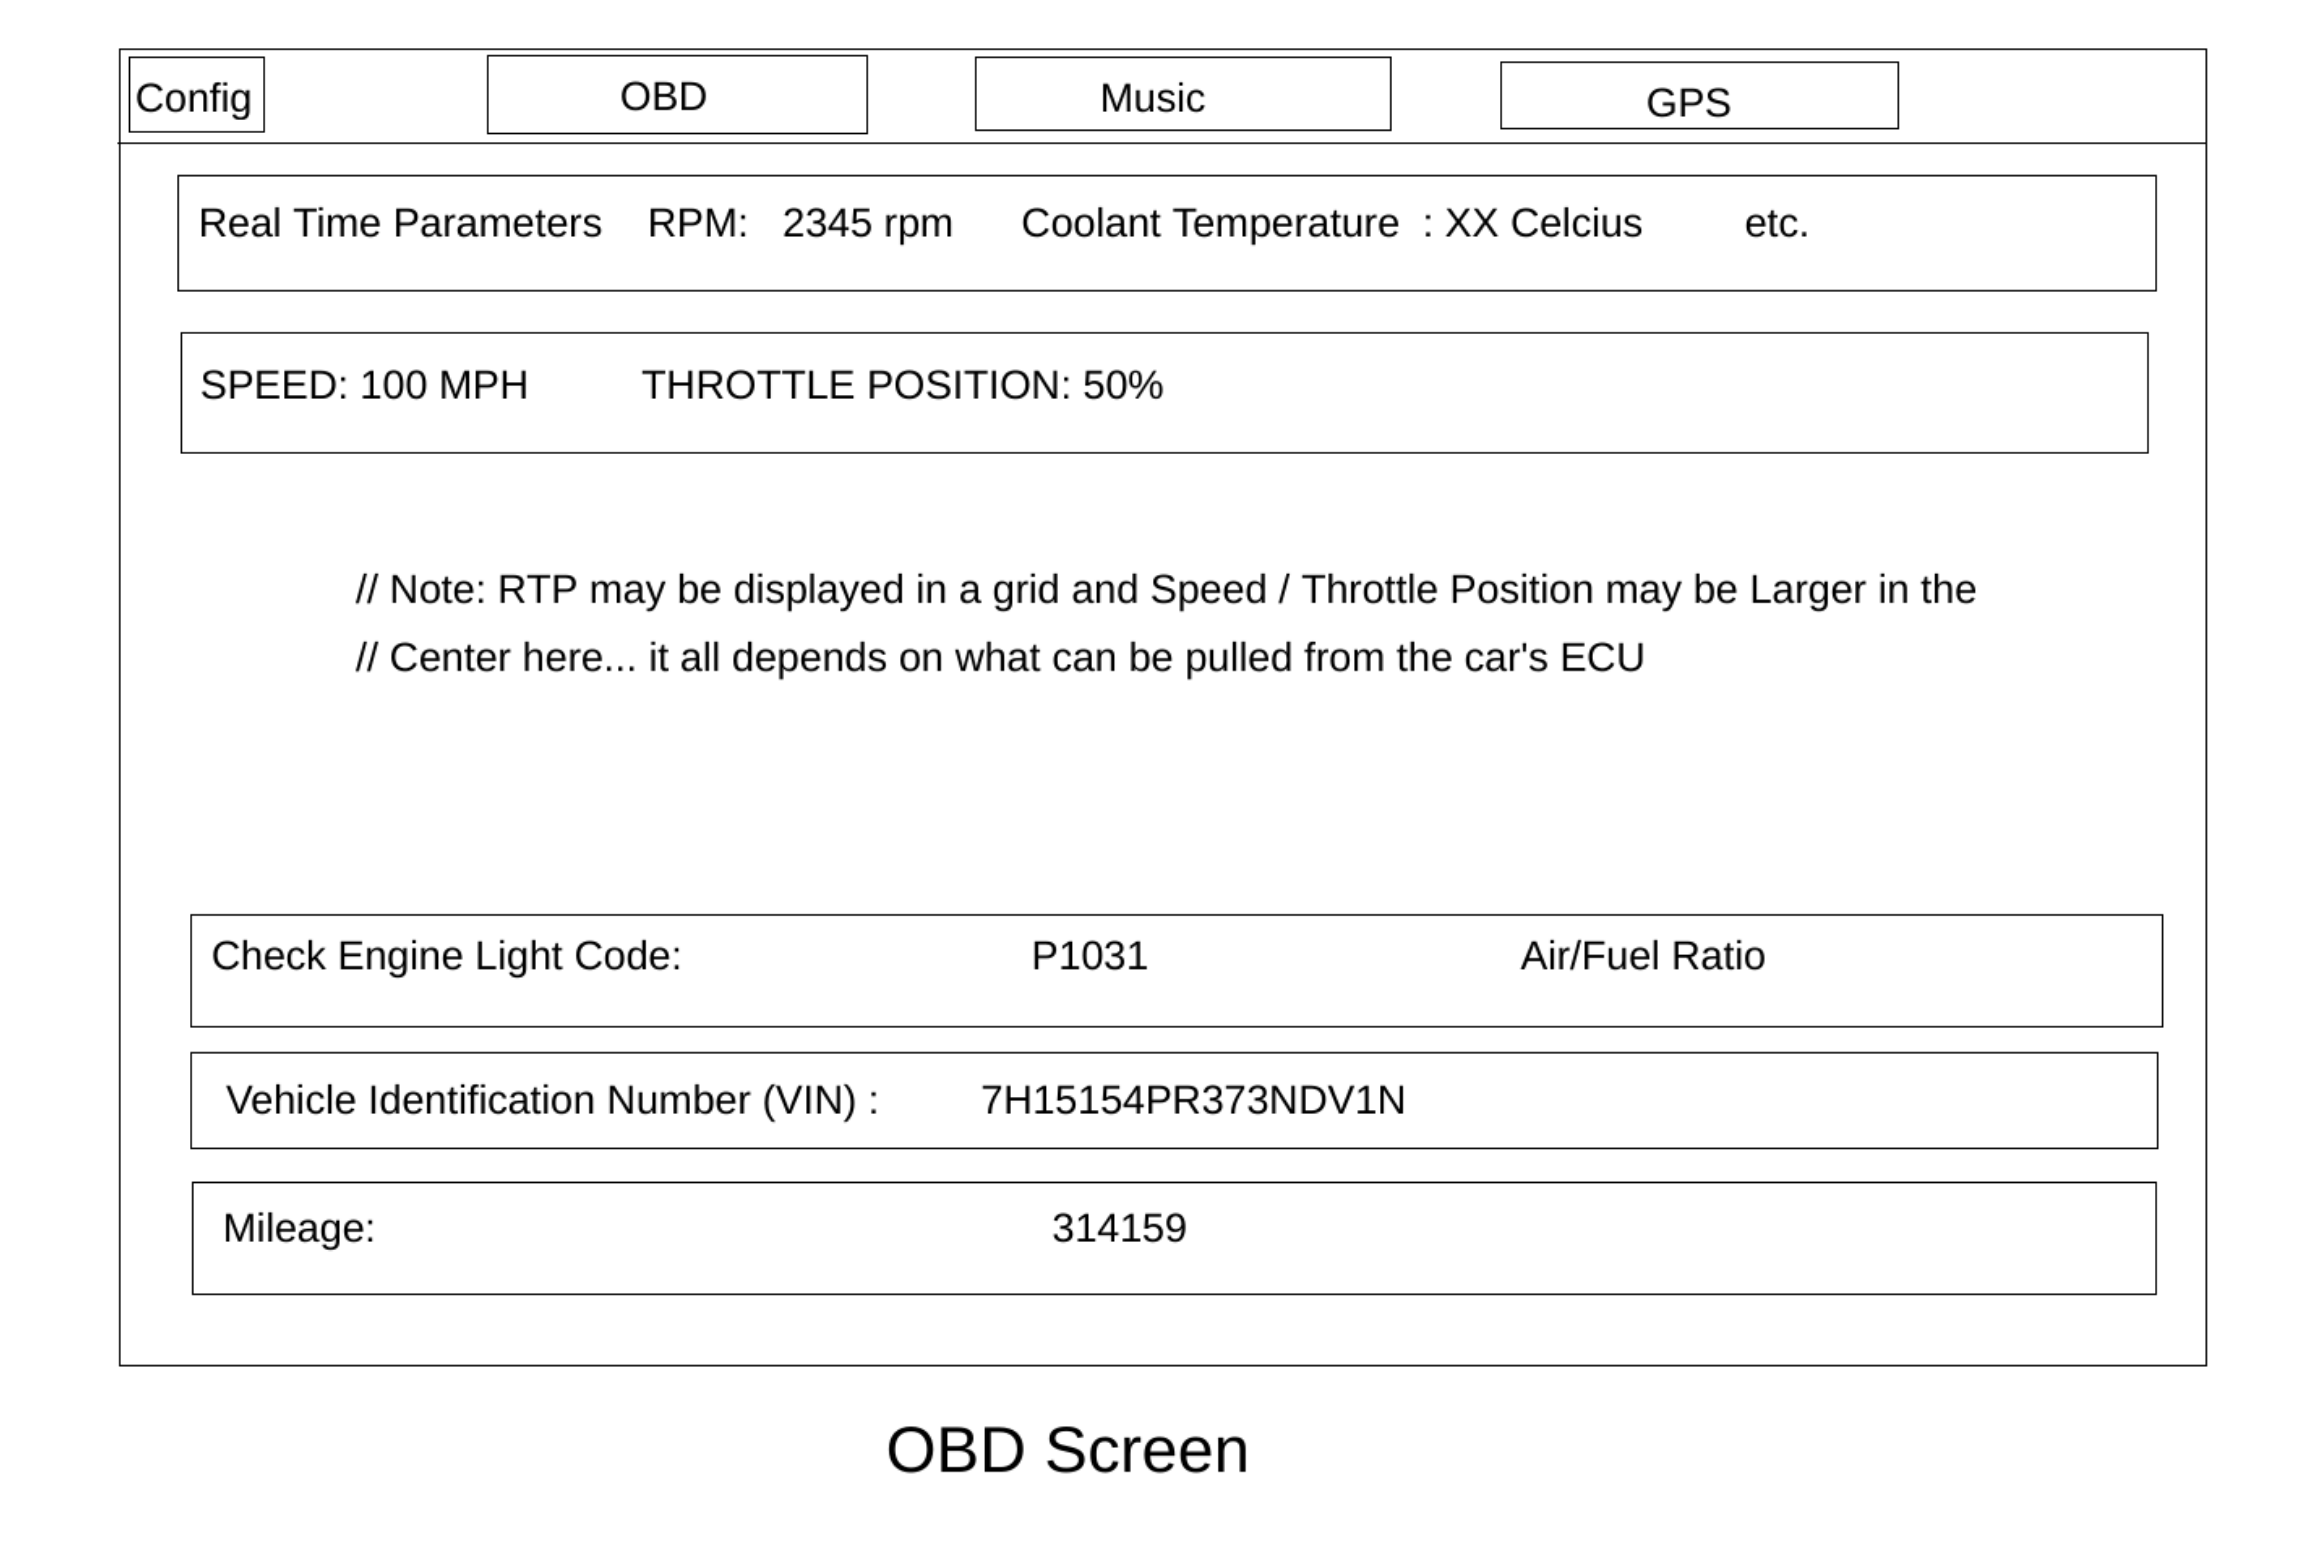 Config OBD Music GPS
Real Time Parameters RPM: 2345 rpm Coolant Temperature : XX Celcius etc.
SPEED: 100 MPH THROTTLE POSITION: 50%
// Note: RTP may be displayed in a grid and Speed / Throttle Position may be Larger in the
// Center here... it all depends on what can be pulled from the car's ECU
Check Engine Light Code: P1031 Air/Fuel Ratio
Vehicle Identification Number (VIN) : 7H15154PR373NDV1N
Mileage: 314159
OBD Screen